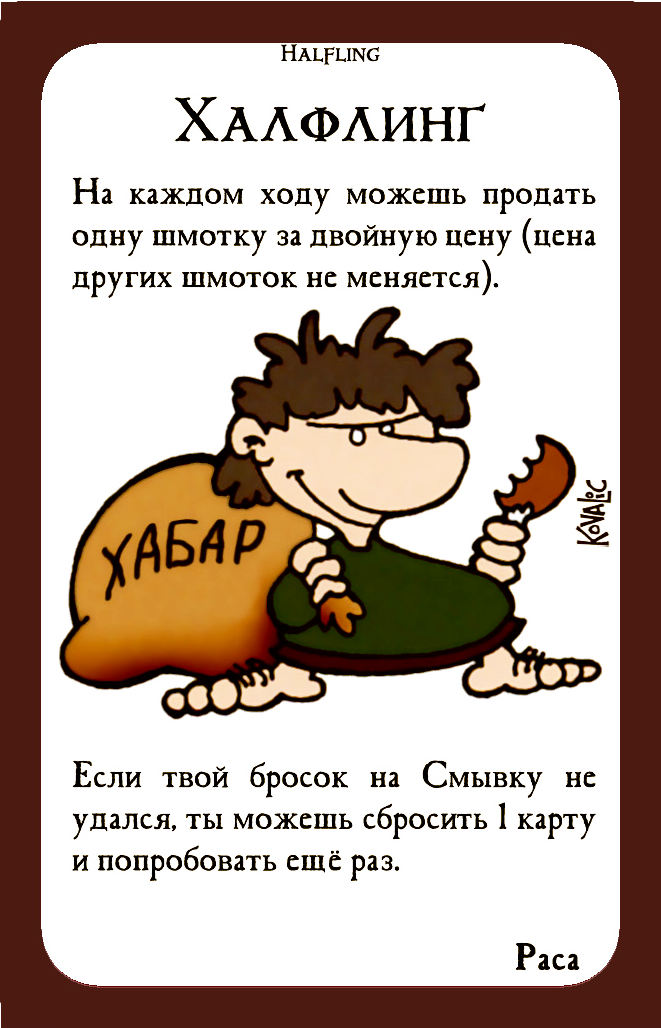 Halfling
Халфлинг
На каждом ходу можешь продать
одну шмотку за двойную цену (цена
других шмоток не меняется).
ХАБАР
KOVALIC
Если твой бросок на Смывку не
удался, ты можешь сбросить 1 карту
и попробовать ещё раз.
Раса